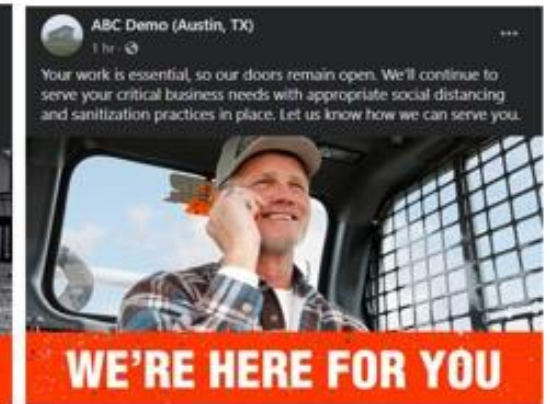 ABC Demo (Austin, TX)
1 hr ·
Your work is essential, so our doors remain open. We'll continue to
serve your critical business needs with appropriate social distancing
and sanitization practices in place. Let us know how we can serve you.
WE'RE HERE FOR YOU